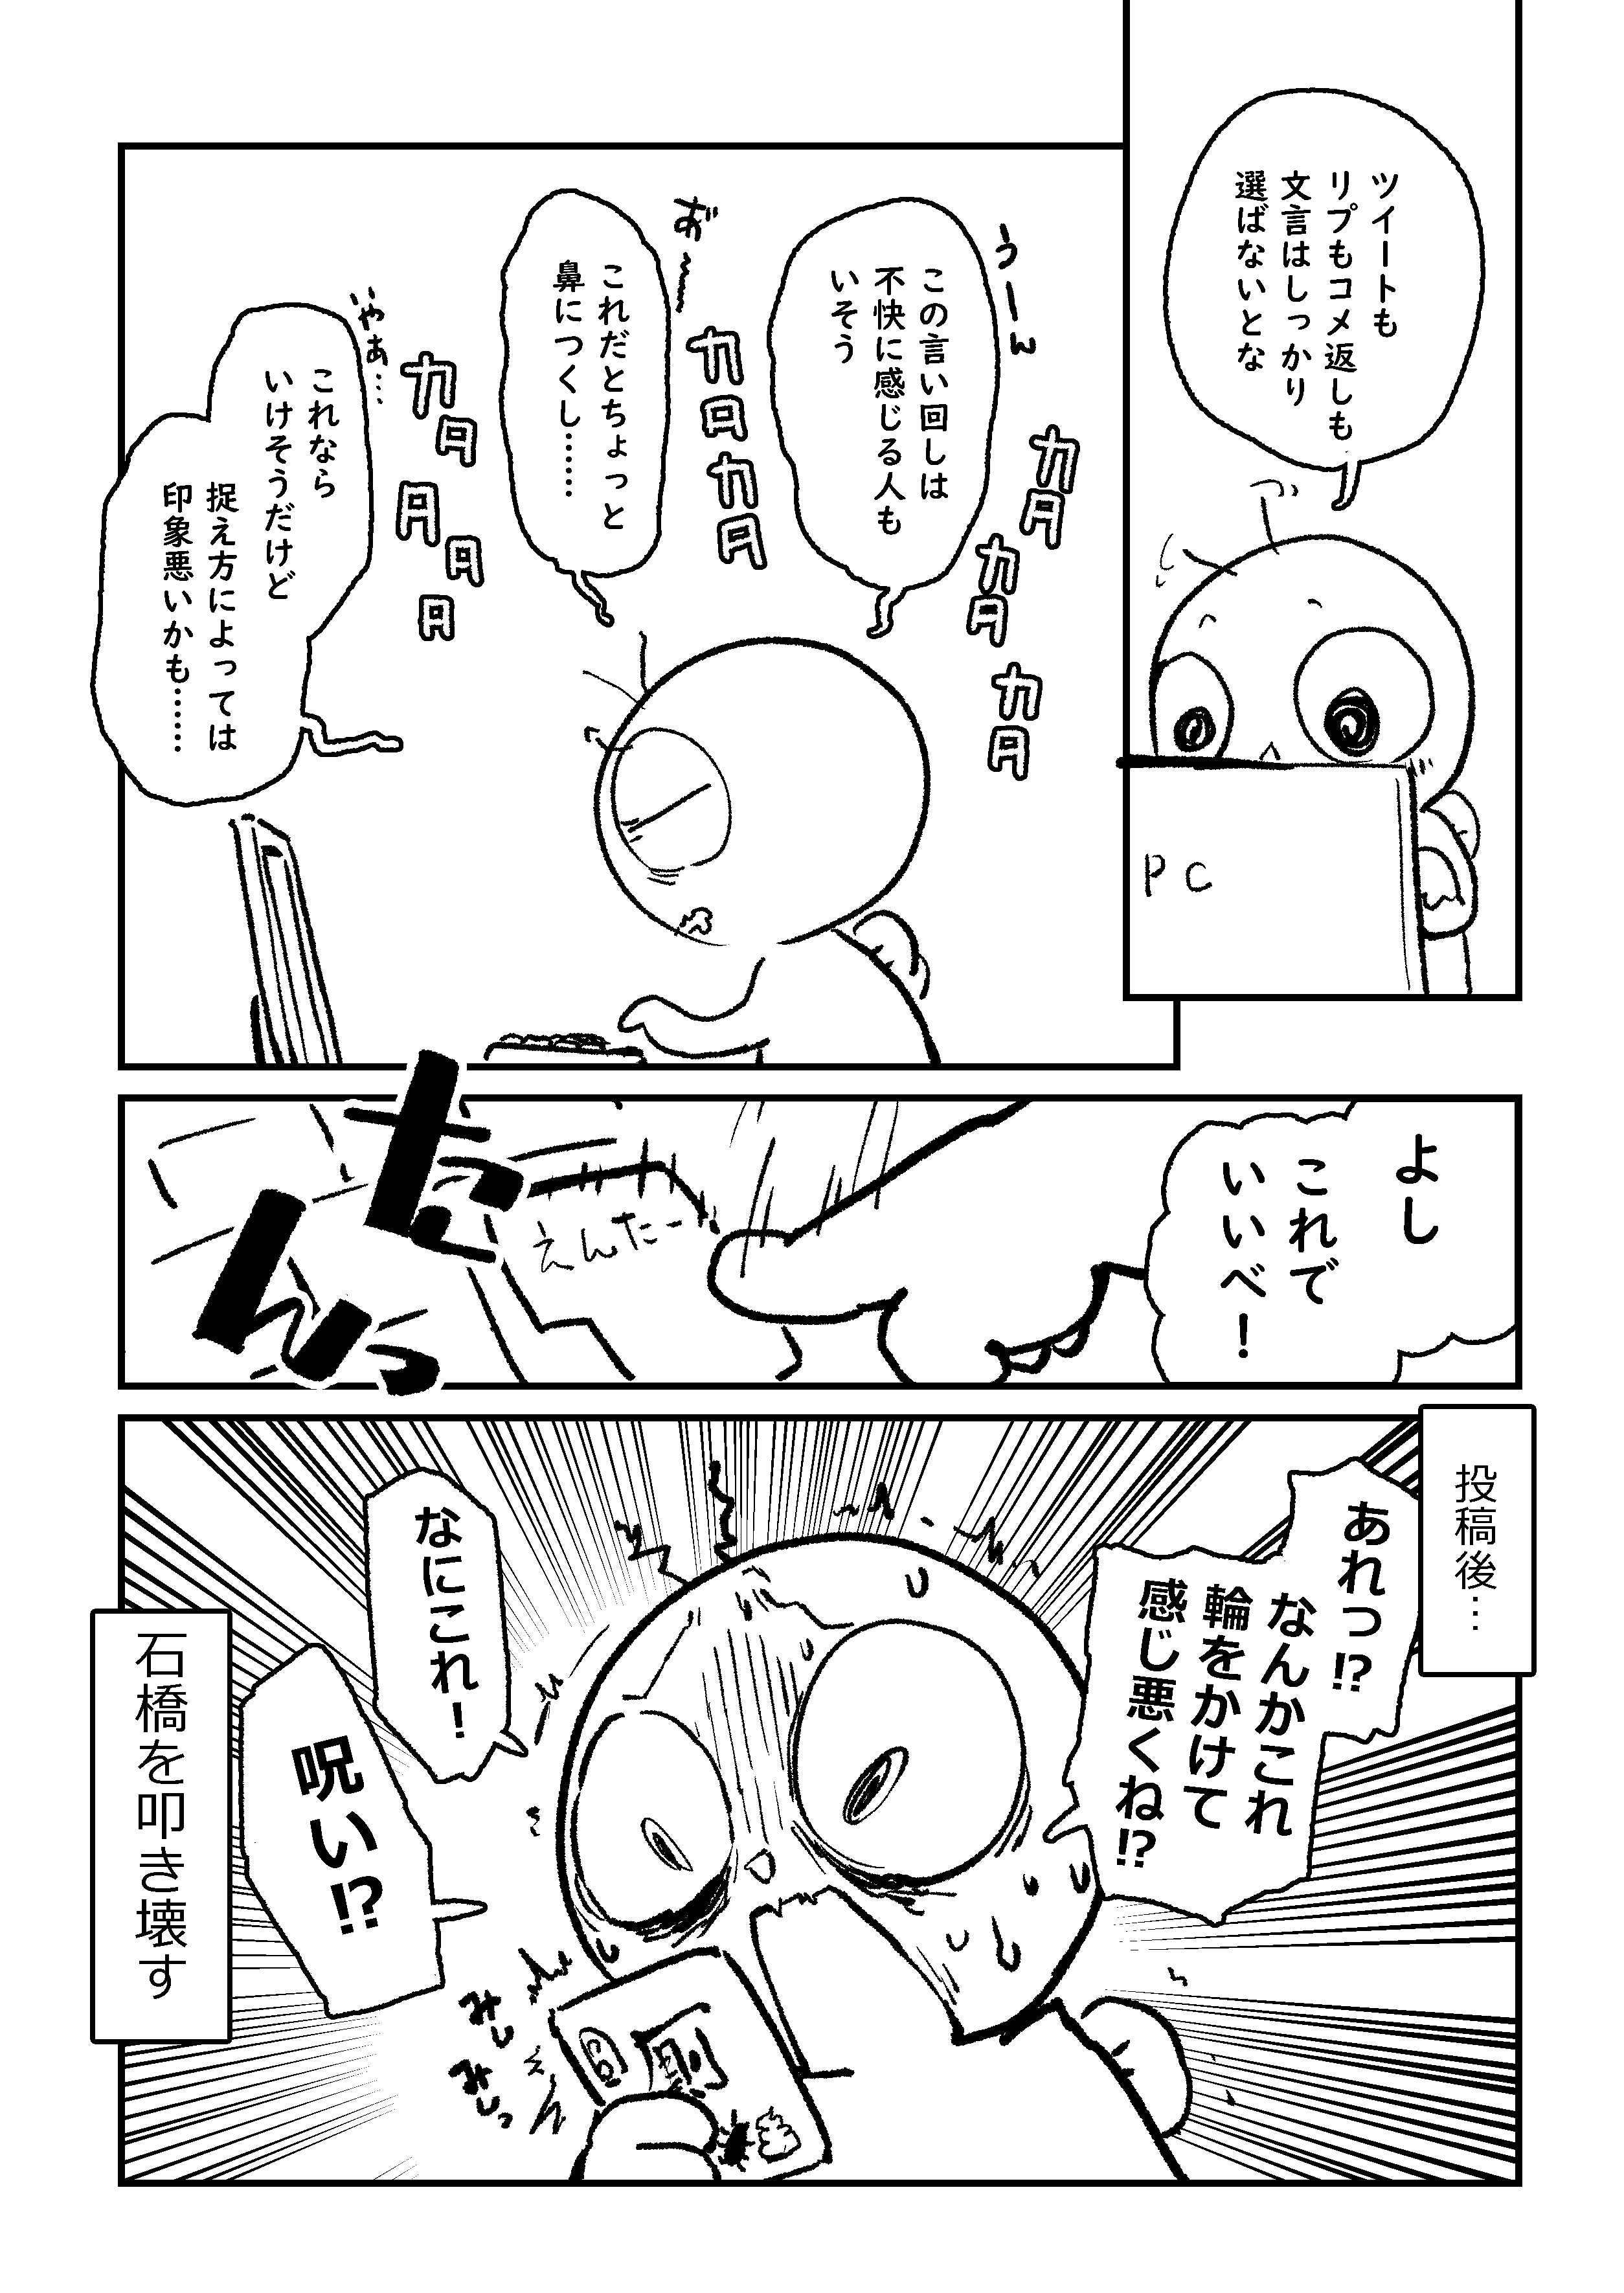 ツイートも
リプもコメ返しも
文言はしっかり
選ばないとな
PC
うーん
この言い回しは
不快に感じる人も
いそう
カタカタカタ
お゛〜
これだとちょっと
鼻につくし……
カタカタ
いやぁ…
これなら
いけそうだけど
捉え方によっては
印象悪いかも……
カタタタタ
よし
これで
いいべ！
えんたー
たんっ
投稿後…
あれっ!?
なんかこれ
輪をかけて
感じ悪くね!?
なにこれ！
呪い!?
みし
みしっ
厠
石橋を叩き壊す